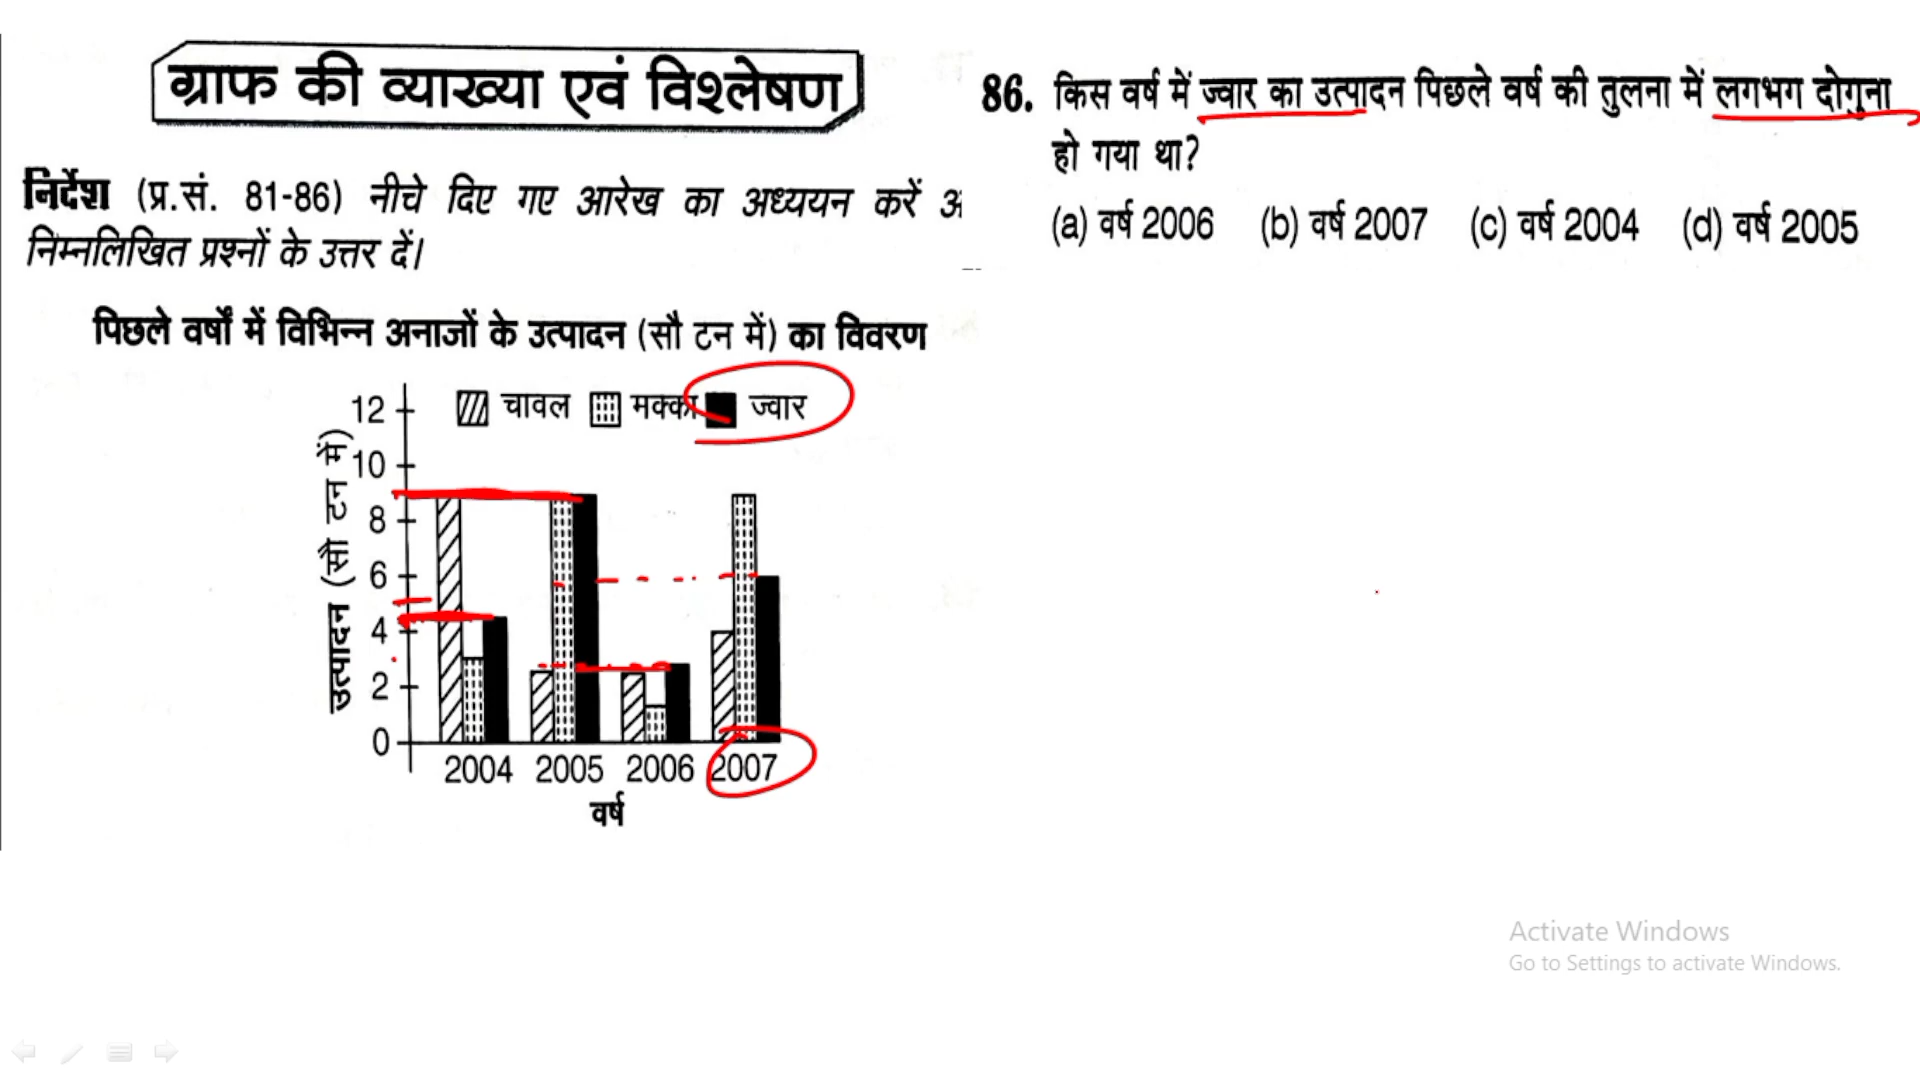 ग्राफ की व्याख्या एवं विश्लेषण
निर्देश (प्र.सं. 81-86) नीचे दिए गए आरेख का अध्ययन करें
निम्नलिखित प्रश्नों के उत्तर दें।
पिछले वर्षों में विभिन्न अनाजों के उत्पादन (सौ टन में) का विवरण
चावल मक्का ज्वार
उत्पादन (सौ टन में)
12
10
8
6
4
2
0
2004 2005 2006 2007
वर्ष
86. किस वर्ष में ज्वार का उत्पादन पिछले वर्ष की तुलना में लगभग दोगुना
हो गया था?
(a) वर्ष 2006 (b) वर्ष 2007 (c) वर्ष 2004 (d) वर्ष 2005
Activate Windows
Go to Settings to activate Windows.